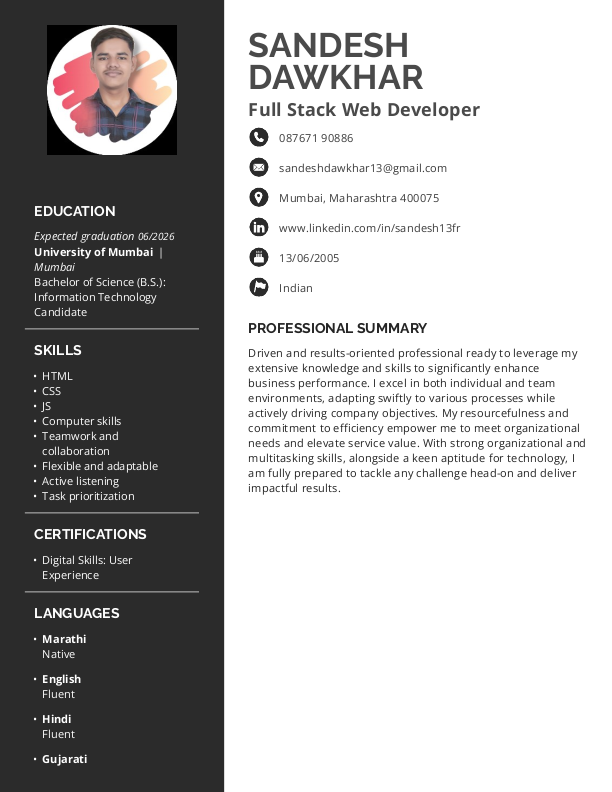 SANDESH
DAWKHAR
Full Stack Web Developer
087671 90886
sandeshdawkhar13@gmail.com
Mumbai, Maharashtra 400075
www.linkedin.com/in/sandesh13fr
13/06/2005
Indian
EDUCATION
Expected graduation 06/2026
University of Mumbai |
Mumbai
Bachelor of Science (B.S.):
Information Technology
Candidate
SKILLS
• HTML
• CSS
• JS
• Computer skills
• Teamwork and
collaboration
• Flexible and adaptable
• Active listening
• Task prioritization
CERTIFICATIONS
• Digital Skills: User
Experience
LANGUAGES
• Marathi
Native
• English
Fluent
• Hindi
Fluent
• Gujarati
PROFESSIONAL SUMMARY
Driven and results-oriented professional ready to leverage my
extensive knowledge and skills to significantly enhance
business performance. I excel in both individual and team
environments, adapting swiftly to various processes while
actively driving company objectives. My resourcefulness and
commitment to efficiency empower me to meet organizational
needs and elevate service value. With strong organizational and
multitasking skills, alongside a keen aptitude for technology, I
am fully prepared to tackle any challenge head-on and deliver
impactful results.